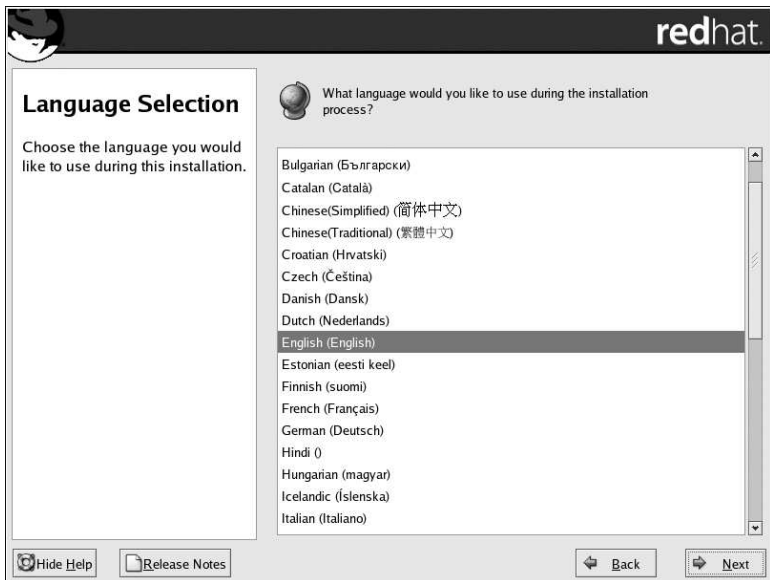 redhat.
Language Selection
Choose the language you would
like to use during this installation.
What language would you like to use during the installation
process?
Bulgarian (Български)
Catalan (Català)
Chinese(Simplified) (简体中文)
Chinese(Traditional) (繁體中文)
Croatian (Hrvatski)
Czech (Čeština)
Danish (Dansk)
Dutch (Nederlands)
English (English)
Estonian (eesti keel)
Finnish (suomi)
French (Français)
German (Deutsch)
Hindi ()
Hungarian (magyar)
Icelandic (Íslenska)
Italian (Italiano)
Hide Help
Release Notes
Back
Next